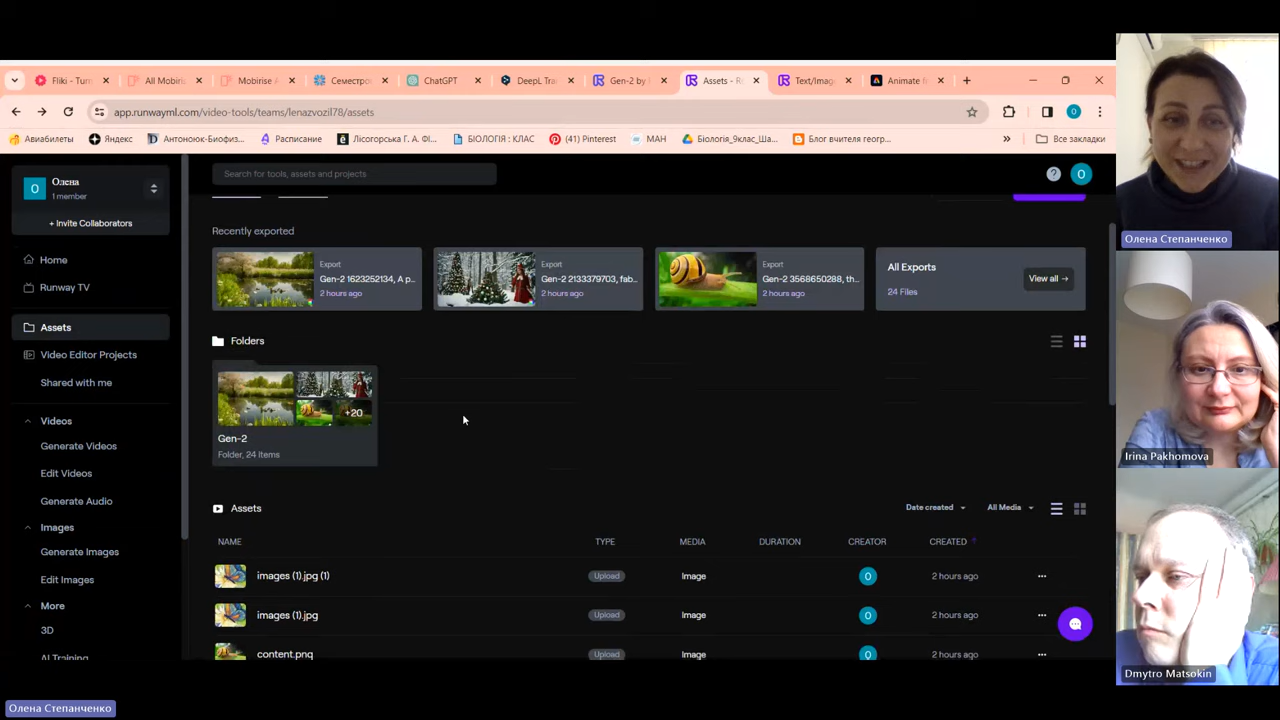 Fliki - Turn
All Mobiris
Mobirise A
Семестров
ChatGPT
DeepL Tra
Gen-2 by
Assets - R
Text/Imag
Animate fr
app.runwayml.com/video-tools/teams/lenazvozil78/assets
Авиабилеты
Яндекс
Антонюк-Биофиз...
Расписание
Лісогорська Г. А. ФІ...
БІОЛОГІЯ : КЛАС
(41) Pinterest
МАН
Біологія_9клас_Ша...
Блог вчителя геогр...
»
Все закладки
Олена
1 member
+ Invite Collaborators
Home
Runway TV
Assets
Video Editor Projects
Shared with me
Videos
Generate Videos
Edit Videos
Generate Audio
Images
Generate Images
Edit Images
More
3D
AI Training
Search for tools, assets and projects
?
O
Recently exported
Export
Gen-2 1623252134, A p...
2 hours ago
Export
Gen-2 2133379703, fab...
2 hours ago
Export
Gen-2 3568650288, th...
2 hours ago
All Exports
24 Files
View all →
Folders
+20
Gen-2
Folder, 24 Items
Assets
Date created
All Media
NAME TYPE MEDIA DURATION CREATOR CREATED
images (1).jpg (1) Upload Image O 2 hours ago ...
images (1).jpg Upload Image O 2 hours ago ...
content.png Image O 2 hours ago ...
Олена Степанченко
Irina Pakhomova
Dmytro Matsokin
Олена Степанченко